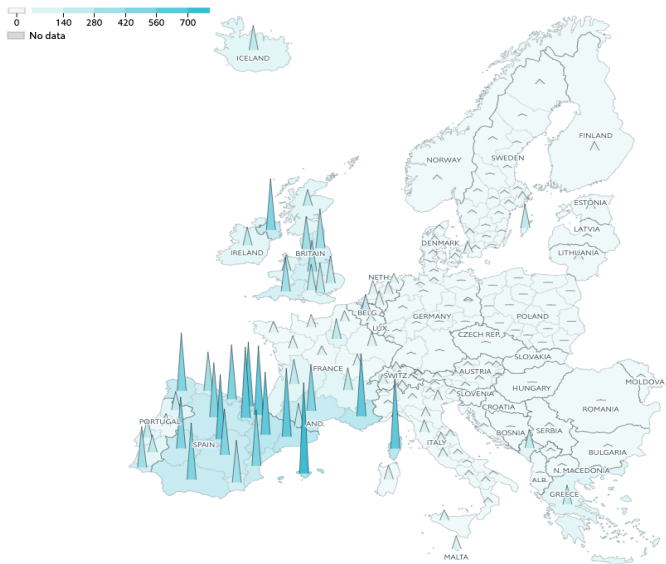 0 140 280 420 560 700
No data
ICELAND
FINLAND
NORWAY
SWEDEN
ESTONIA
LATVIA
LITHUANIA
DENMARK
IRELAND
BRITAIN
NETH.
BELG.
LUX.
GERMANY
POLAND
CZECH REP.
SLOVAKIA
FRANCE
SWITZ.
AUSTRIA
HUNGARY
MOLDOVA
SLOVENIA
CROATIA
ROMANIA
PORTUGAL
AND.
SPAIN
ITALY
BOSNIA
SERBIA
BULGARIA
N. MACEDONIA
ALB.
GREECE
MALTA